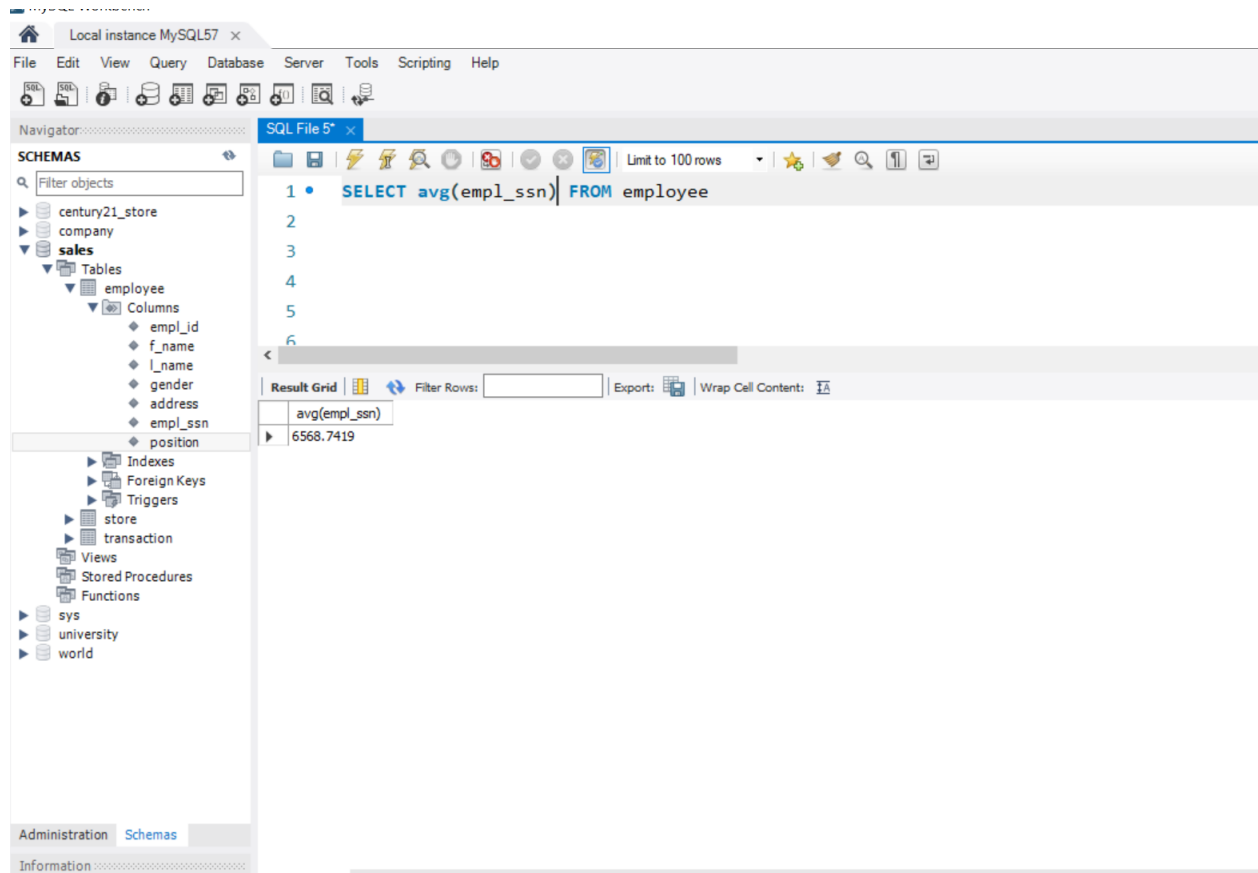 Local instance MySQL57
File Edit View Query Database Server Tools Scripting Help
Navigator
SCHEMAS
Filter objects
century21_store
company
sales
Tables
employee
Columns
empl_id
f_name
l_name
gender
address
empl_ssn
position
Indexes
Foreign Keys
Triggers
store
transaction
Views
Stored Procedures
Functions
sys
university
world
Administration Schemas
Information
SQL File 5*
Limit to 100 rows
1 SELECT avg(empl_ssn) FROM employee
2
3
4
5
6
Result Grid Filter Rows: Export: Wrap Cell Content:
avg(empl_ssn)
6568.7419